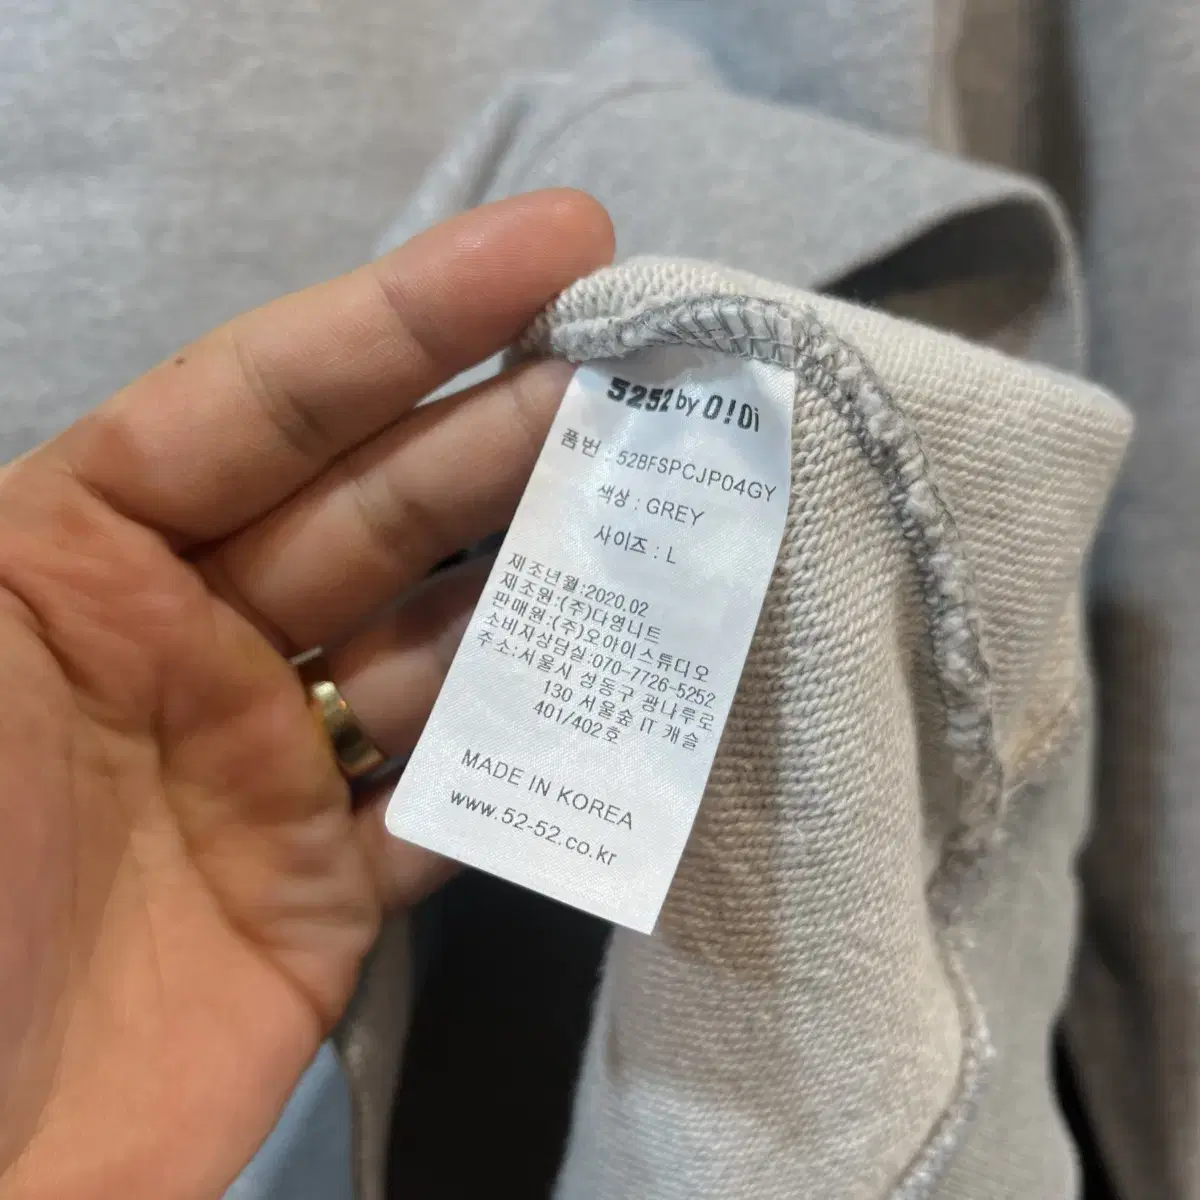 5252 by O!Oi
품번 : 52BFSPCJP04GY
색상 : GREY
사이즈 : L
제조년월:2020.02
제조원:(주)다영니트
판매원:(주)오아이스튜디오
소비자상담실:070-7726-5252
주소:서울시 성동구 광나루로
130 서울숲 IT 캐슬
401/402호
MADE IN KOREA
www.52-52.co.kr